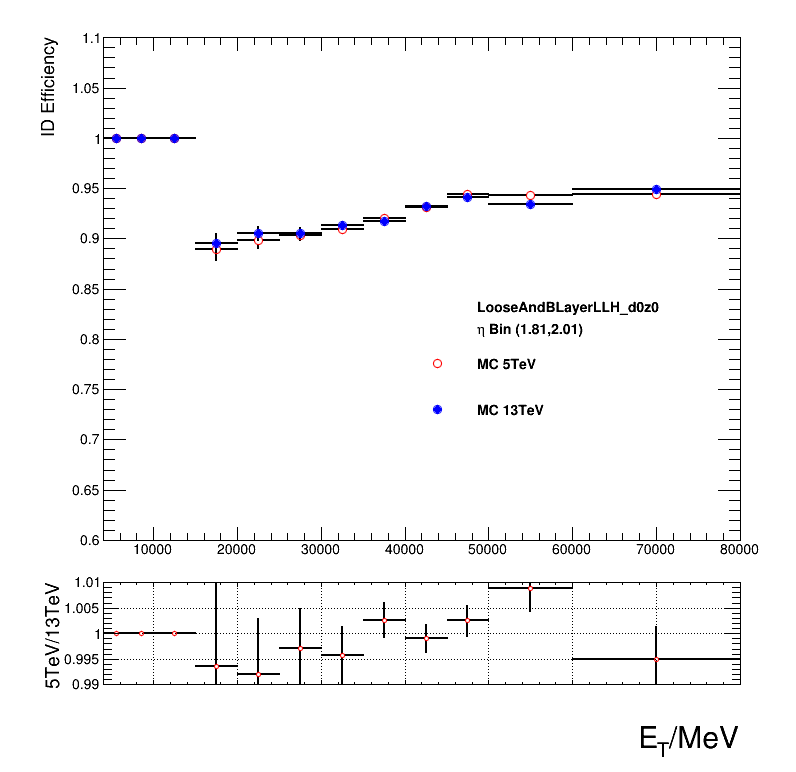 ID Efficiency
1.1
1.05
1
0.95
0.9
0.85
0.8
0.75
0.7
0.65
0.6
LooseAndBLayerLLH_d0z0
η Bin (1.81,2.01)
MC 5TeV
MC 13TeV
10000 20000 30000 40000 50000 60000 70000 80000
5TeV/13TeV
1.01
1.005
1
0.995
0.99
E_T/MeV